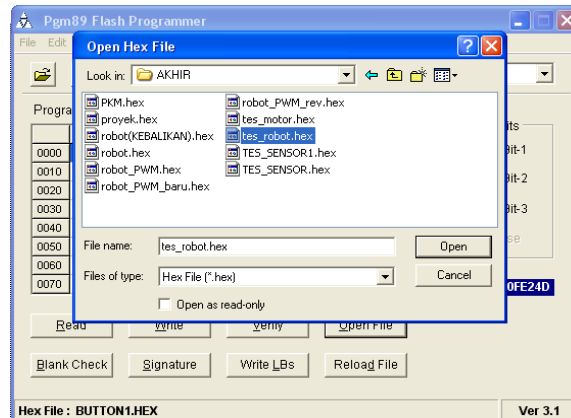 Pgm89 Flash Programmer
File Edit
Open Hex File
Look in: AKHIR
PKM.hex
proyek.hex
robot(KEBALIKAN).hex
robot.hex
robot_PWM.hex
robot_PWM_baru.hex
robot_PWM_rev.hex
tes_motor.hex
tes_robot.hex
TES_SENSOR1.hex
TES_SENSOR.hex
File name: tes_robot.hex Open
Files of type: Hex File (*.hex) Cancel
Open as read-only
Progra
0000
0010
0020
0030
0040
0050
0060
0070
its
Bit-1
Bit-2
Bit-3
se
0FE24D
Read Write Verify Open File
Blank Check Signature Write LBs Reload File
Hex File : BUTTON1.HEX Ver 3.1